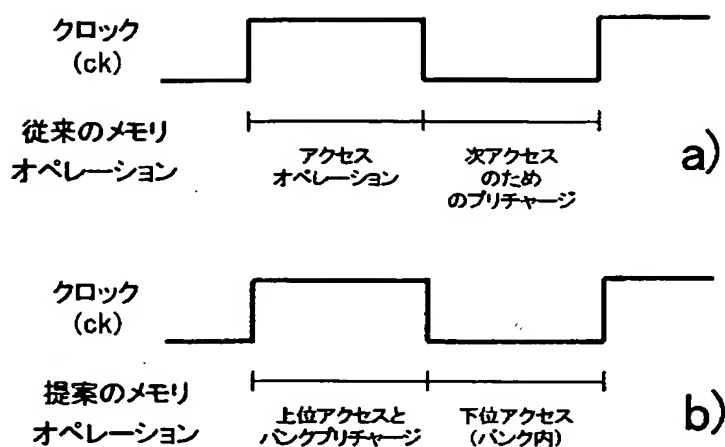 クロック
(ck)
従来のメモリ
オペレーション
アクセス
オペレーション
次アクセス
のため
のプリチャージ
a)
クロック
(ck)
提案のメモリ
オペレーション
上位アクセスと
バンクプリチャージ
下位アクセス
(バンク内)
b)